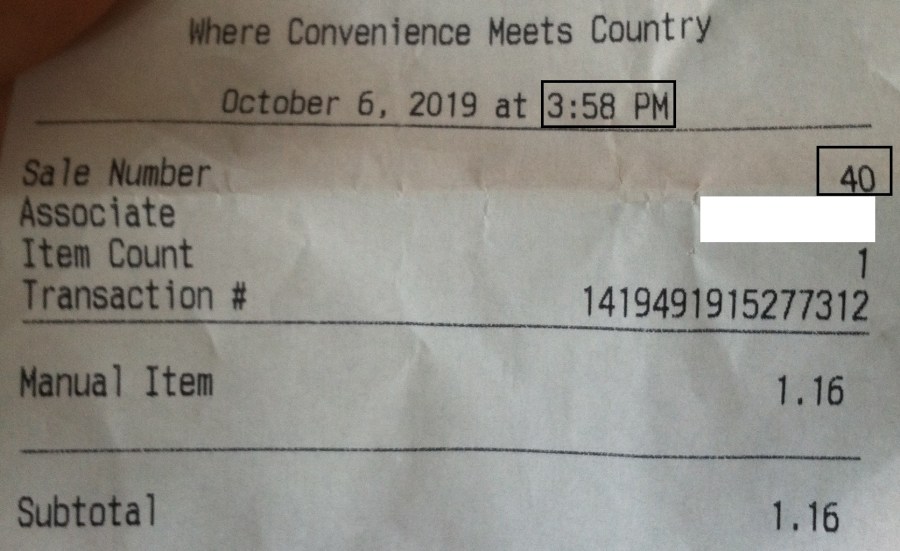 Where Convenience Meets Country
October 6, 2019 at 3:58 PM
Sale Number 40
Associate
Item Count 1
Transaction # 1419491915277312
Manual Item 1.16
Subtotal 1.16